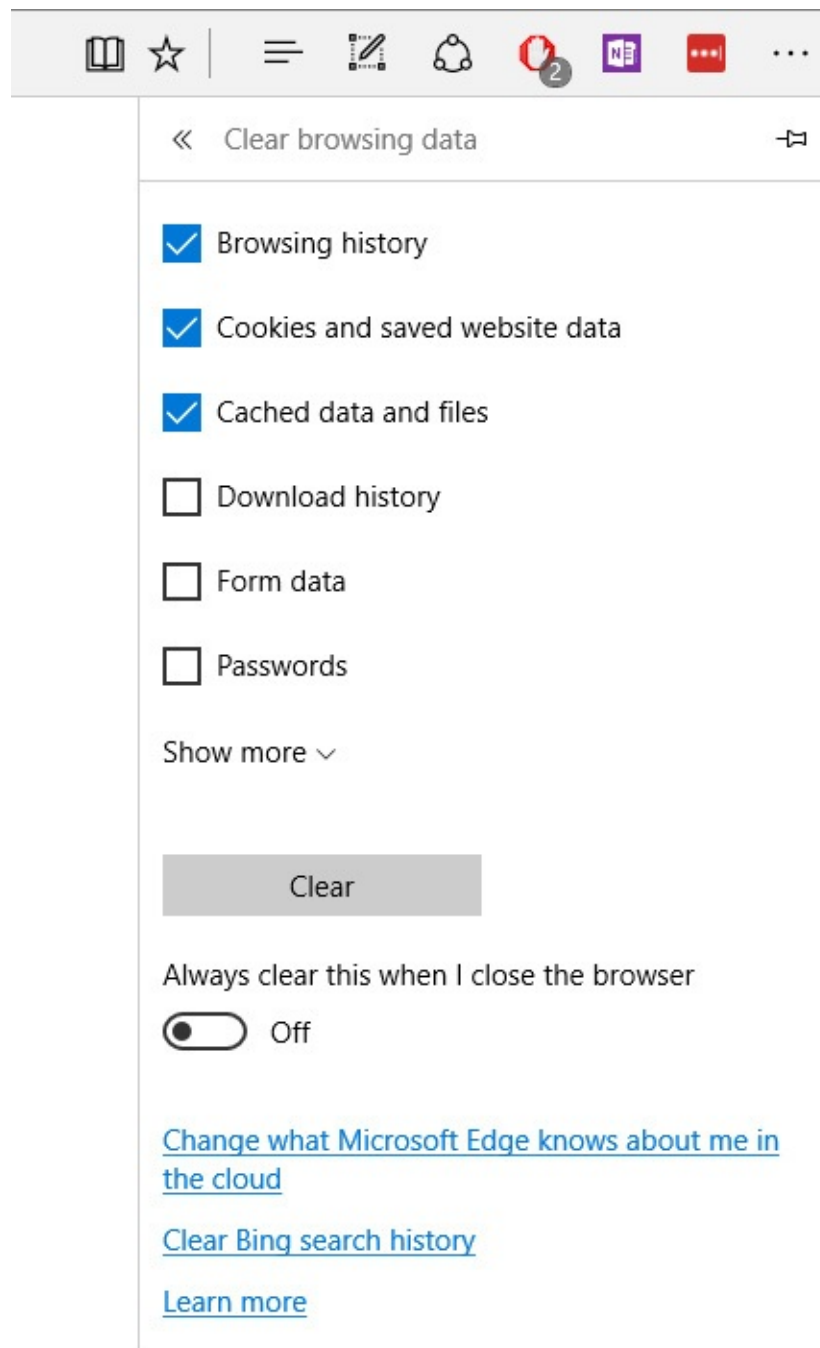 2
N
Clear browsing data
Browsing history
Cookies and saved website data
Cached data and files
Download history
Form data
Passwords
Show more
Clear
Always clear this when I close the browser
Off
Change what Microsoft Edge knows about me in
the cloud
Clear Bing search history
Learn more